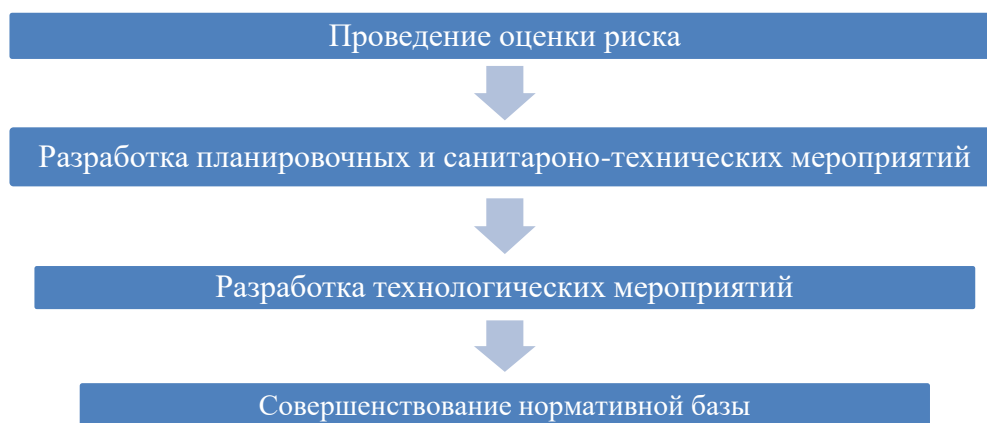 Проведение оценки риска
Разработка планировочных и санитароно-технических мероприятий
Разработка технологических мероприятий
Совершенствование нормативной базы